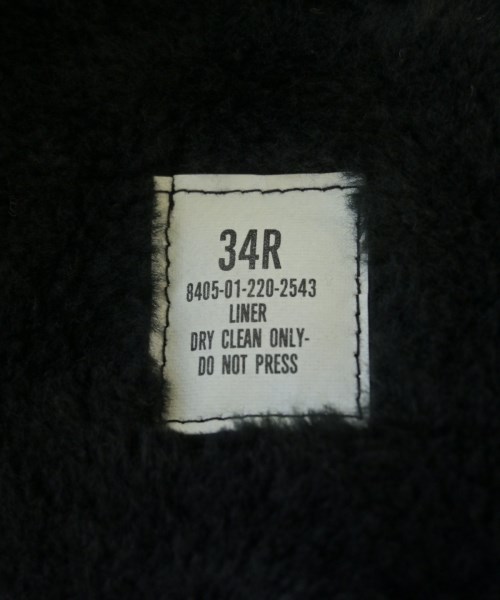 34R
8405-01-220-2543
LINER
DRY CLEAN ONLY-
DO NOT PRESS